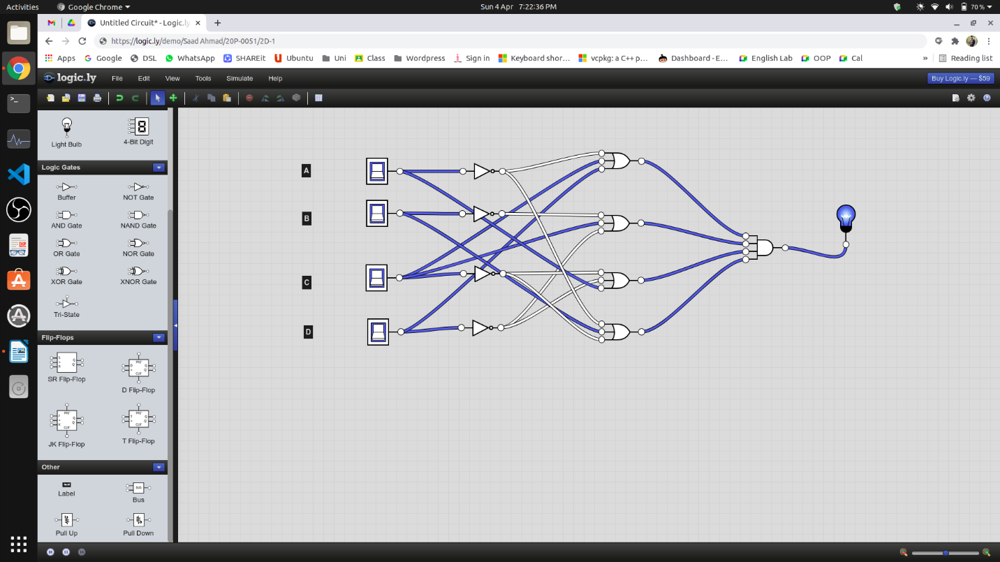 Activities Google Chrome Sun 4 Apr 7:22:36 PM 70 %
Untitled Circuit* - Logic.ly
https://logic.ly/demo/Saad Ahmad/20P-0051/2D-1
Apps Google DSL WhatsApp SHAREit Ubuntu Uni Class Wordpress Sign in Keyboard shor... vcpkg: a C++ p... Dashboard - E... English Lab OOP Cal » Reading list
logic.ly File Edit View Tools Simulate Help Buy Logic.ly — $59
Light Bulb 4-Bit Digit
Logic Gates
Buffer NOT Gate
AND Gate NAND Gate
OR Gate NOR Gate
XOR Gate XNOR Gate
Tri-State
Flip-Flops
SR Flip-Flop D Flip-Flop
JK Flip-Flop T Flip-Flop
Other
Label Bus
Pull Up Pull Down
A
B
C
D